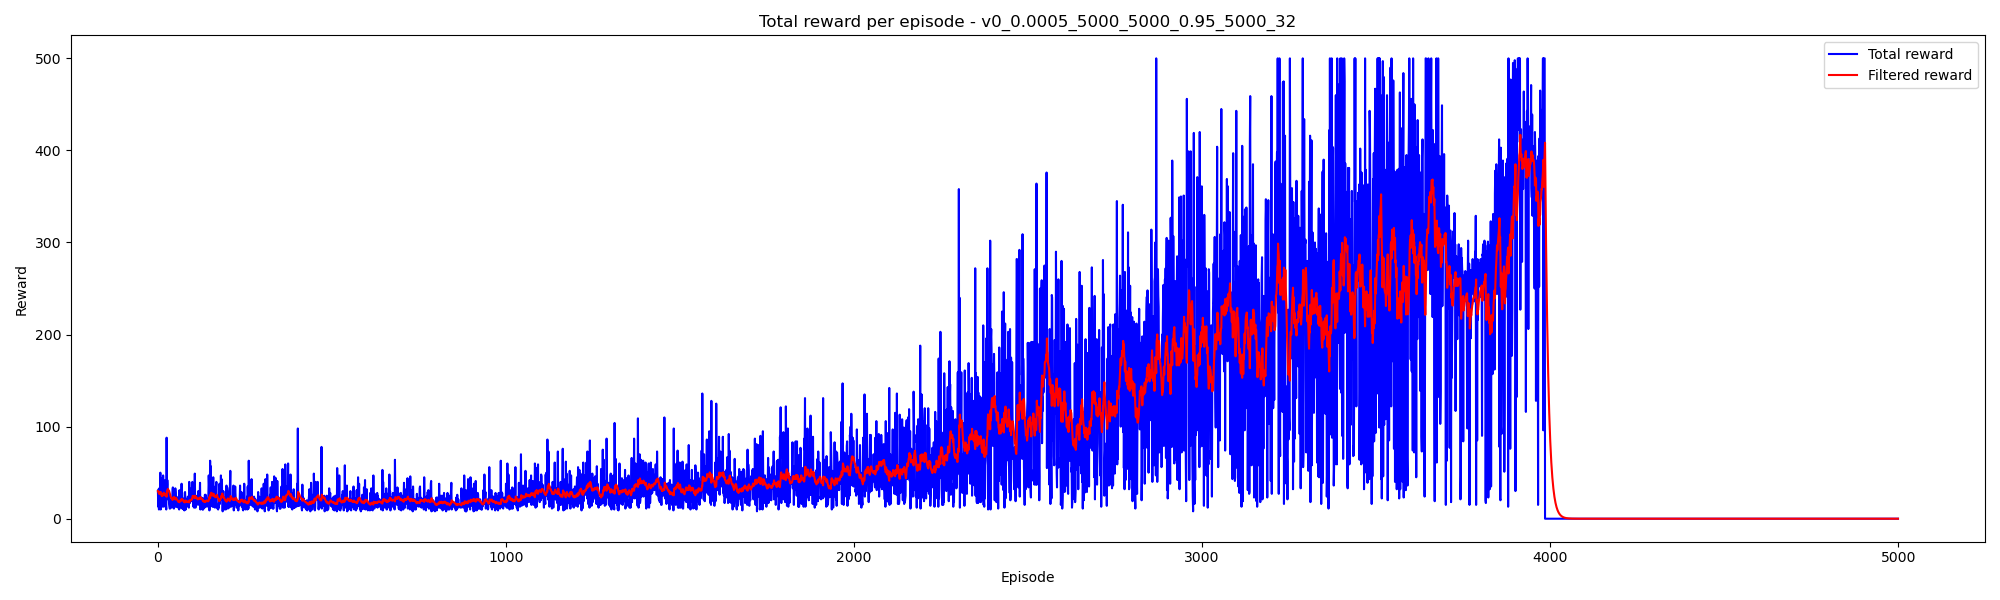 Total reward per episode - v0_0.0005_5000_5000_0.95_5000_32
Total reward
Filtered reward
500
400
300
200
100
0
Reward
0
1000
2000
3000
4000
5000
Episode